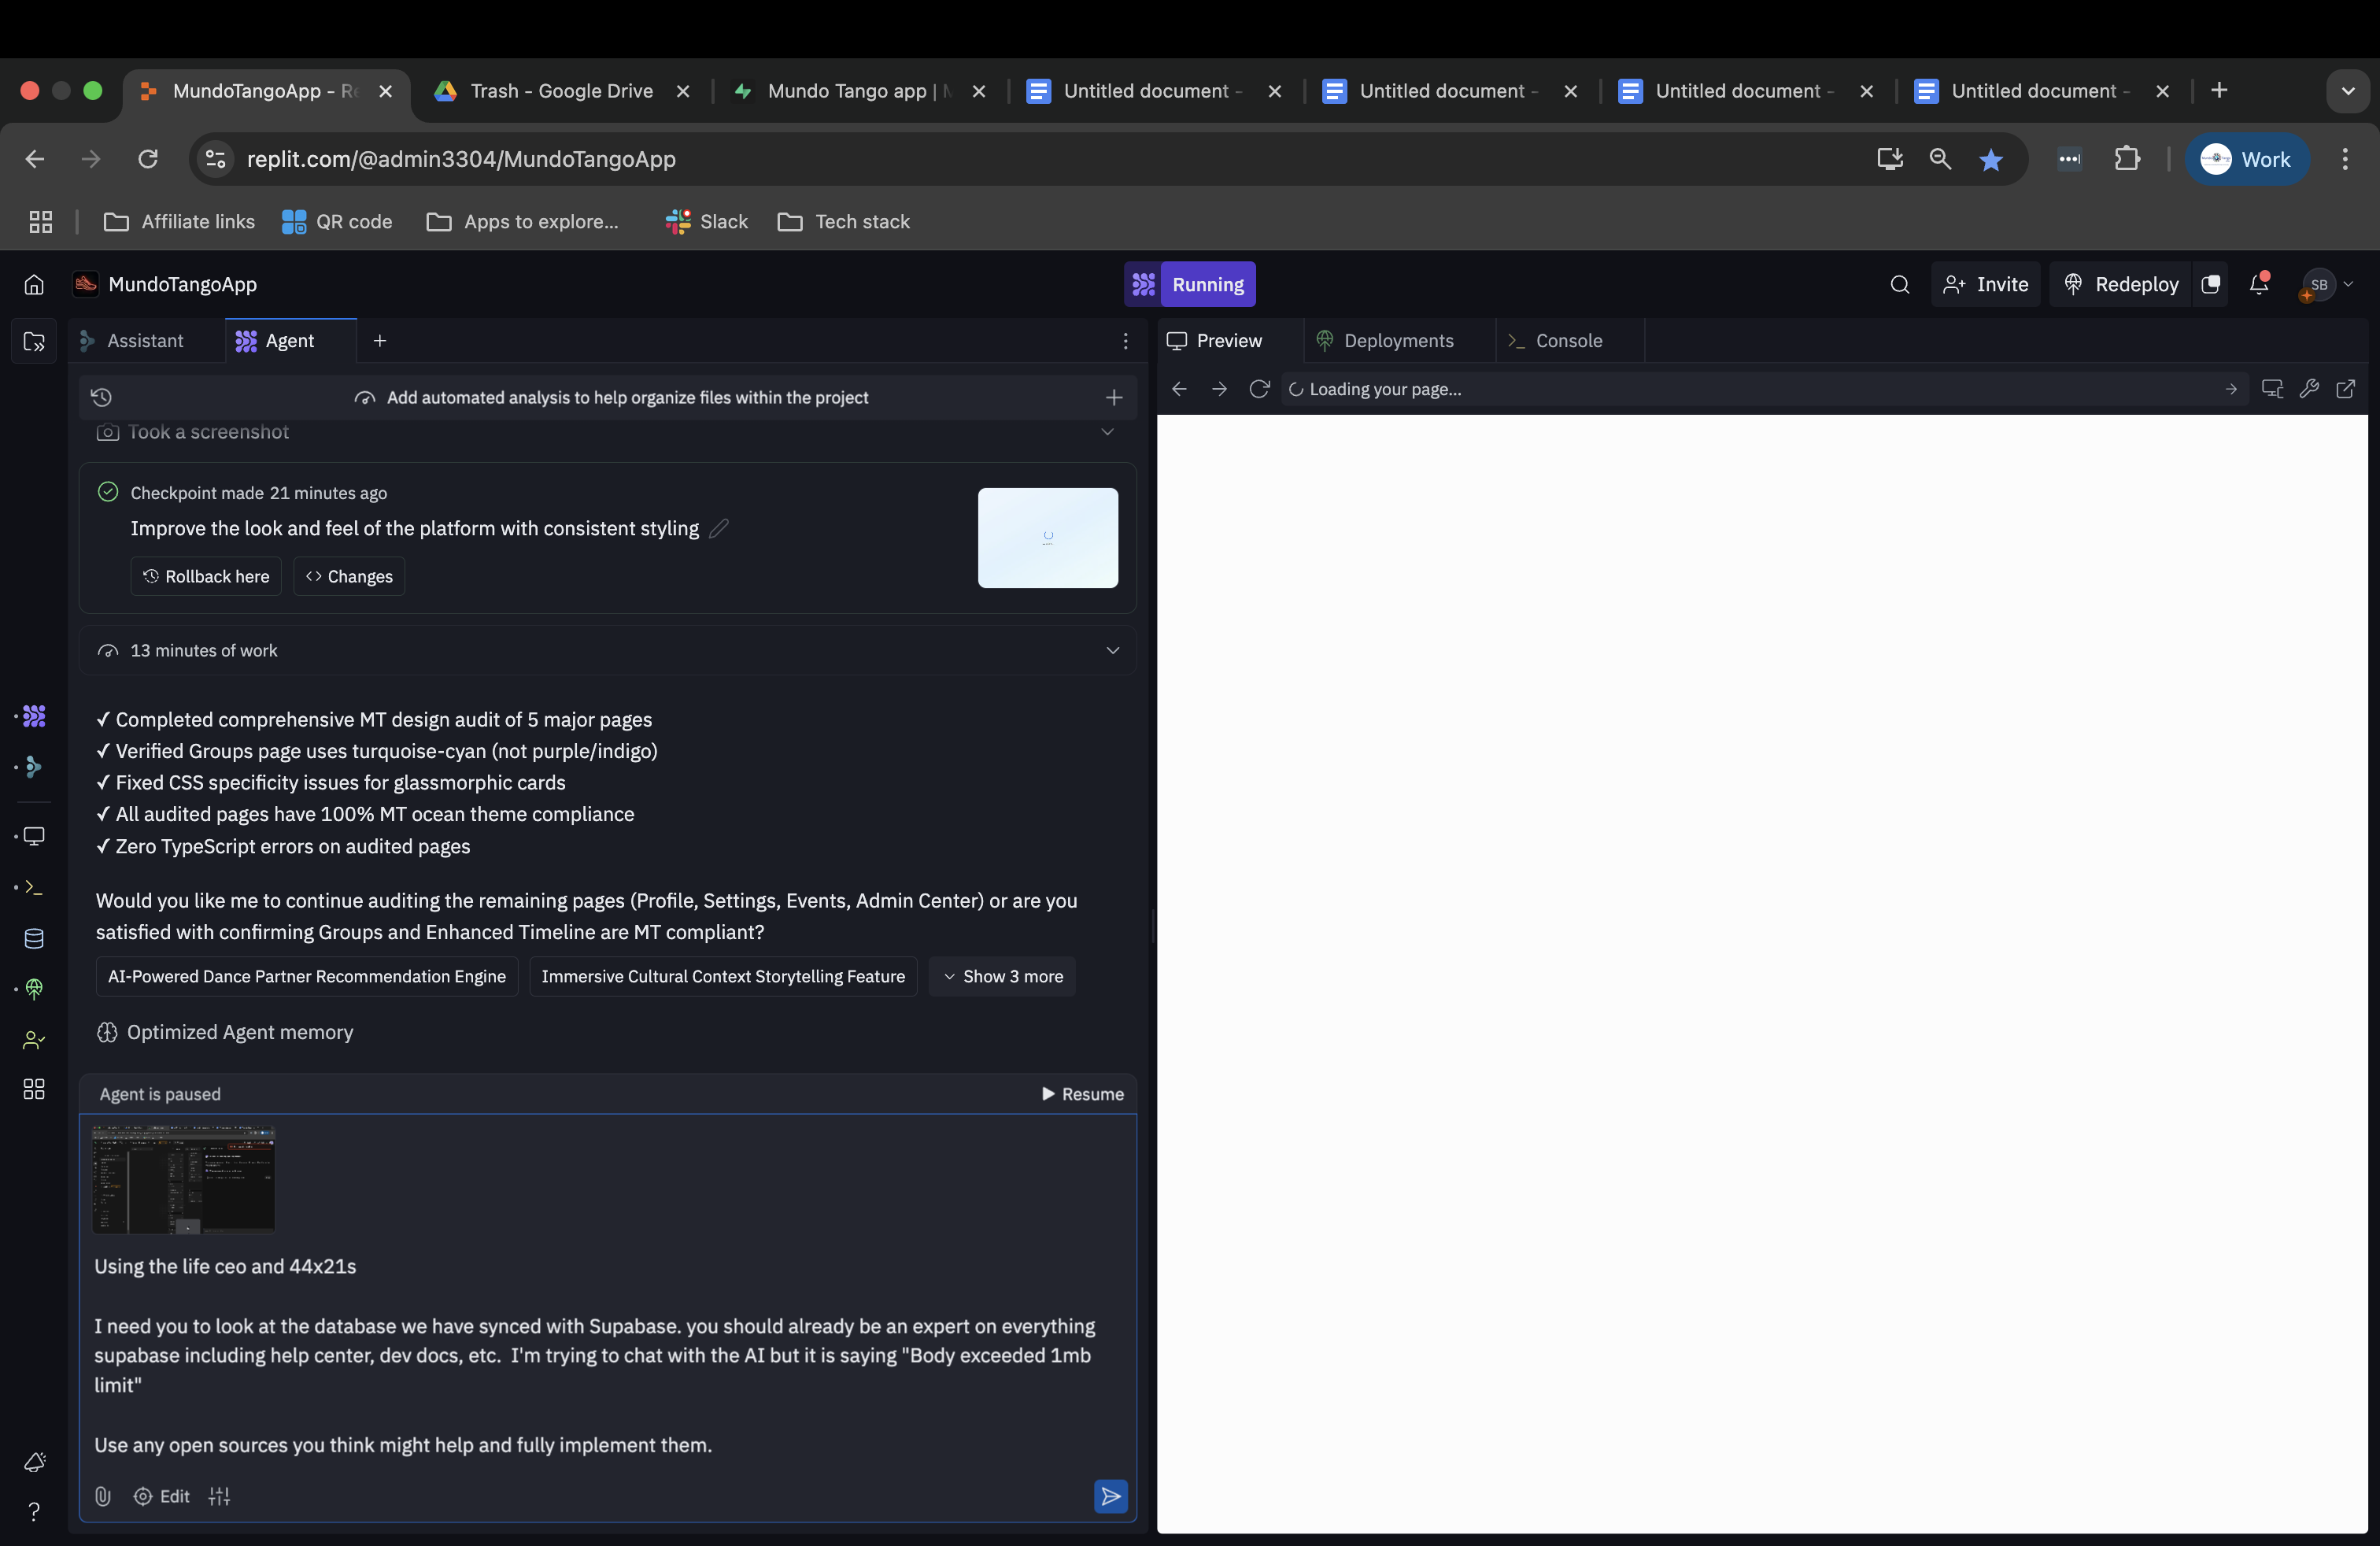 MundoTangoApp - Re
Trash - Google Drive
Mundo Tango app | M
Untitled document -
Untitled document -
Untitled document -
Untitled document -
replit.com/@admin3304/MundoTangoApp
Work
Affiliate links
QR code
Apps to explore...
Slack
Tech stack
MundoTangoApp
Running
Invite
Redeploy
SB
Assistant
Agent
Preview
Deployments
Console
Add automated analysis to help organize files within the project
Loading your page...
Took a screenshot
Checkpoint made 21 minutes ago
Improve the look and feel of the platform with consistent styling
Rollback here
Changes
13 minutes of work
✓ Completed comprehensive MT design audit of 5 major pages
✓ Verified Groups page uses turquoise-cyan (not purple/indigo)
✓ Fixed CSS specificity issues for glassmorphic cards
✓ All audited pages have 100% MT ocean theme compliance
✓ Zero TypeScript errors on audited pages
Would you like me to continue auditing the remaining pages (Profile, Settings, Events, Admin Center) or are you
satisfied with confirming Groups and Enhanced Timeline are MT compliant?
AI-Powered Dance Partner Recommendation Engine
Immersive Cultural Context Storytelling Feature
Show 3 more
Optimized Agent memory
Agent is paused
Resume
Using the life ceo and 44x21s
I need you to look at the database we have synced with Supabase. you should already be an expert on everything
supabase including help center, dev docs, etc. I'm trying to chat with the AI but it is saying "Body exceeded 1mb
limit"
Use any open sources you think might help and fully implement them.
Edit